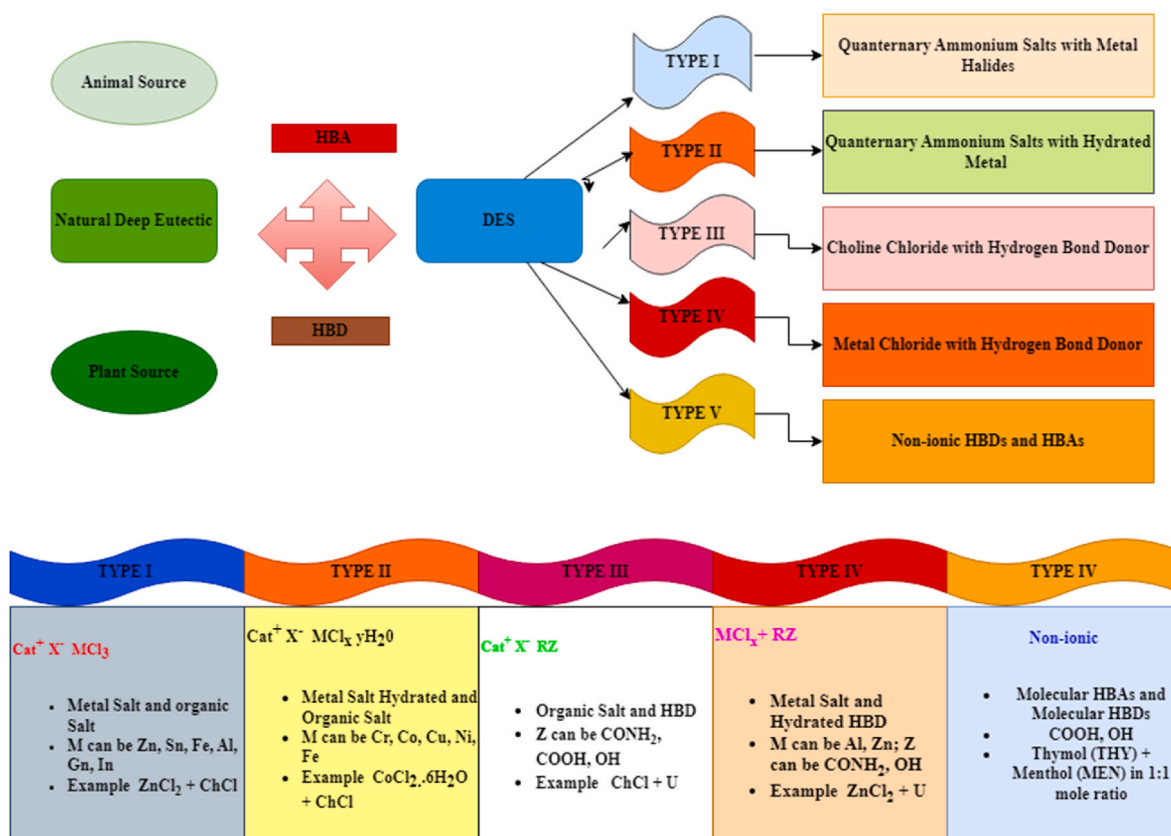 Animal Source
Natural Deep Eutectic
Plant Source
HBA
HBD
DES
TYPE I
TYPE II
TYPE III
TYPE IV
TYPE V
Quanternary Ammonium Salts with Metal
Halides
Quanternary Ammonium Salts with Hydrated
Metal
Choline Chloride with Hydrogen Bond Donor
Metal Chloride with Hydrogen Bond Donor
Non-ionic HBDs and HBAs
TYPE I
Cat⁺ X⁻ MCl₃
• Metal Salt and organic
Salt
• M can be Zn, Sn, Fe, Al,
Gn, In
• Example ZnCl₂ + ChCl
TYPE II
Cat⁺ X⁻ MClₓ yH₂0
• Metal Salt Hydrated and
Organic Salt
• M can be Cr, Co, Cu, Ni,
Fe
• Example CoCl₂.6H₂O
+ ChCl
TYPE III
Cat⁺ X⁻ RZ
• Organic Salt and HBD
• Z can be CONH₂,
COOH, OH
• Example ChCl + U
TYPE IV
MClₓ+ RZ
• Metal Salt and
Hydrated HBD
• M can be Al, Zn; Z
can be CONH₂, OH
• Example ZnCl₂ + U
TYPE IV
Non-ionic
• Molecular HBAs and
Molecular HBDs
• COOH, OH
• Thymol (THY) +
Menthol (MEN) in 1:1
mole ratio